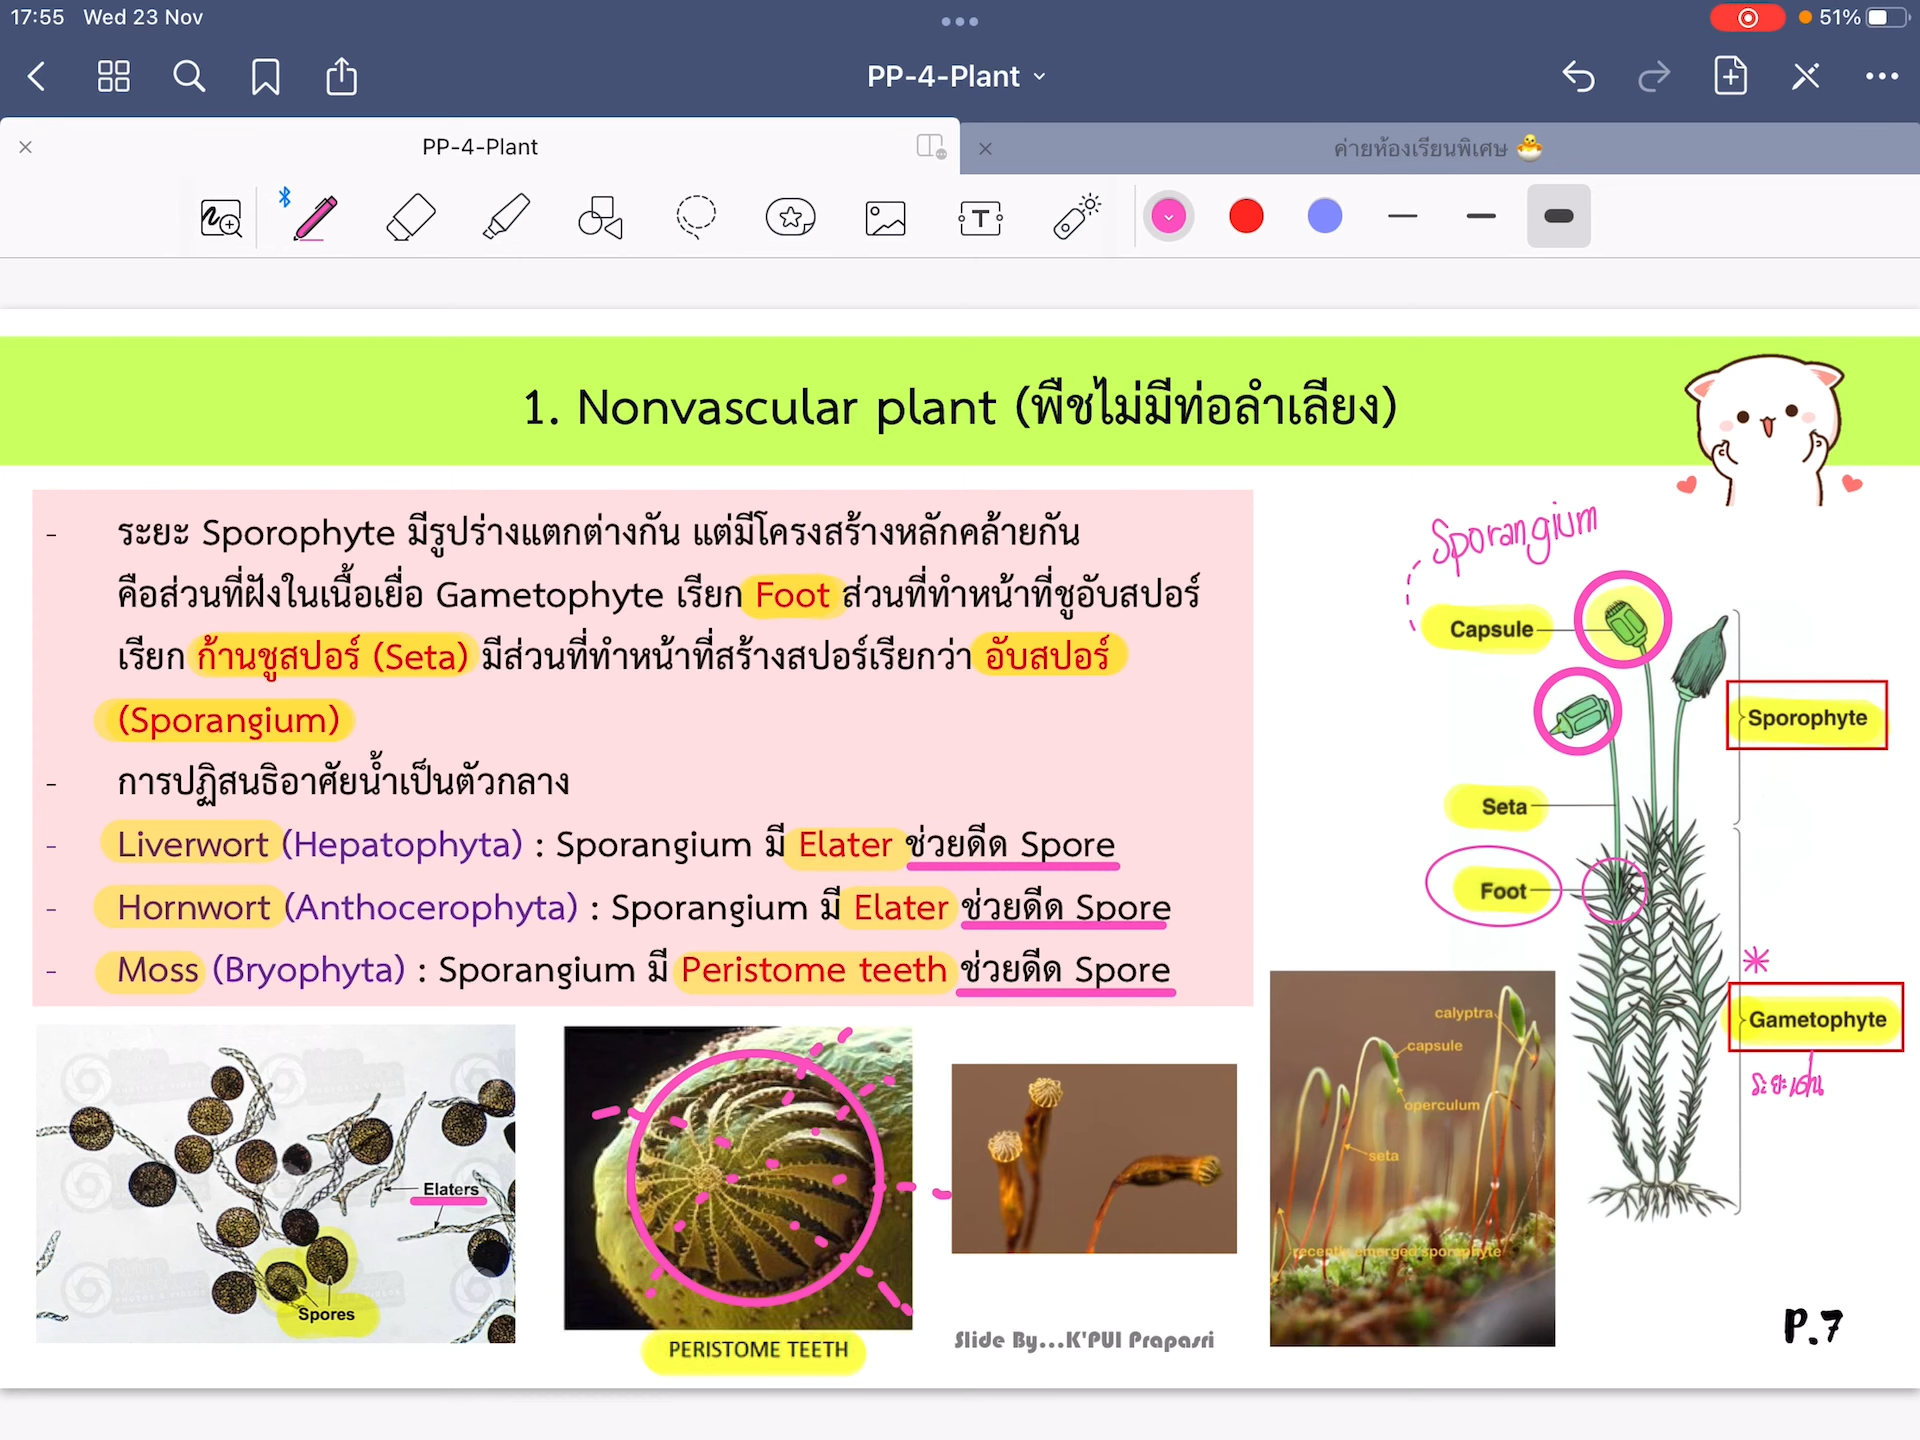 17:55 Wed 23 Nov
51%
PP-4-Plant
PP-4-Plant
ค่ายห้องเรียนพิเศษ 🐣
1. Nonvascular plant (พืชไม่มีท่อลำเลียง)
- ระยะ Sporophyte มีรูปร่างแตกต่างกัน แต่มีโครงสร้างหลักคล้ายกัน
คือส่วนที่ฝังในเนื้อเยื่อ Gametophyte เรียก Foot ส่วนที่ทำหน้าที่ชูอับสปอร์
เรียก ก้านชูสปอร์ (Seta) มีส่วนที่ทำหน้าที่สร้างสปอร์เรียกว่า อับสปอร์
(Sporangium)
- การปฏิสนธิอาศัยน้ำเป็นตัวกลาง
- Liverwort (Hepatophyta) : Sporangium มี Elater ช่วยดีด Spore
- Hornwort (Anthocerophyta) : Sporangium มี Elater ช่วยดีด Spore
- Moss (Bryophyta) : Sporangium มี Peristome teeth ช่วยดีด Spore
Sporangium
Capsule
Sporophyte
Seta
Foot
Gametophyte
ระยะเด่น
Elaters
Spores
PERISTOME TEETH
calyptra
capsule
operculum
seta
recently emerged sporophyte
Slide By...K'PUI Prapasri
P.7